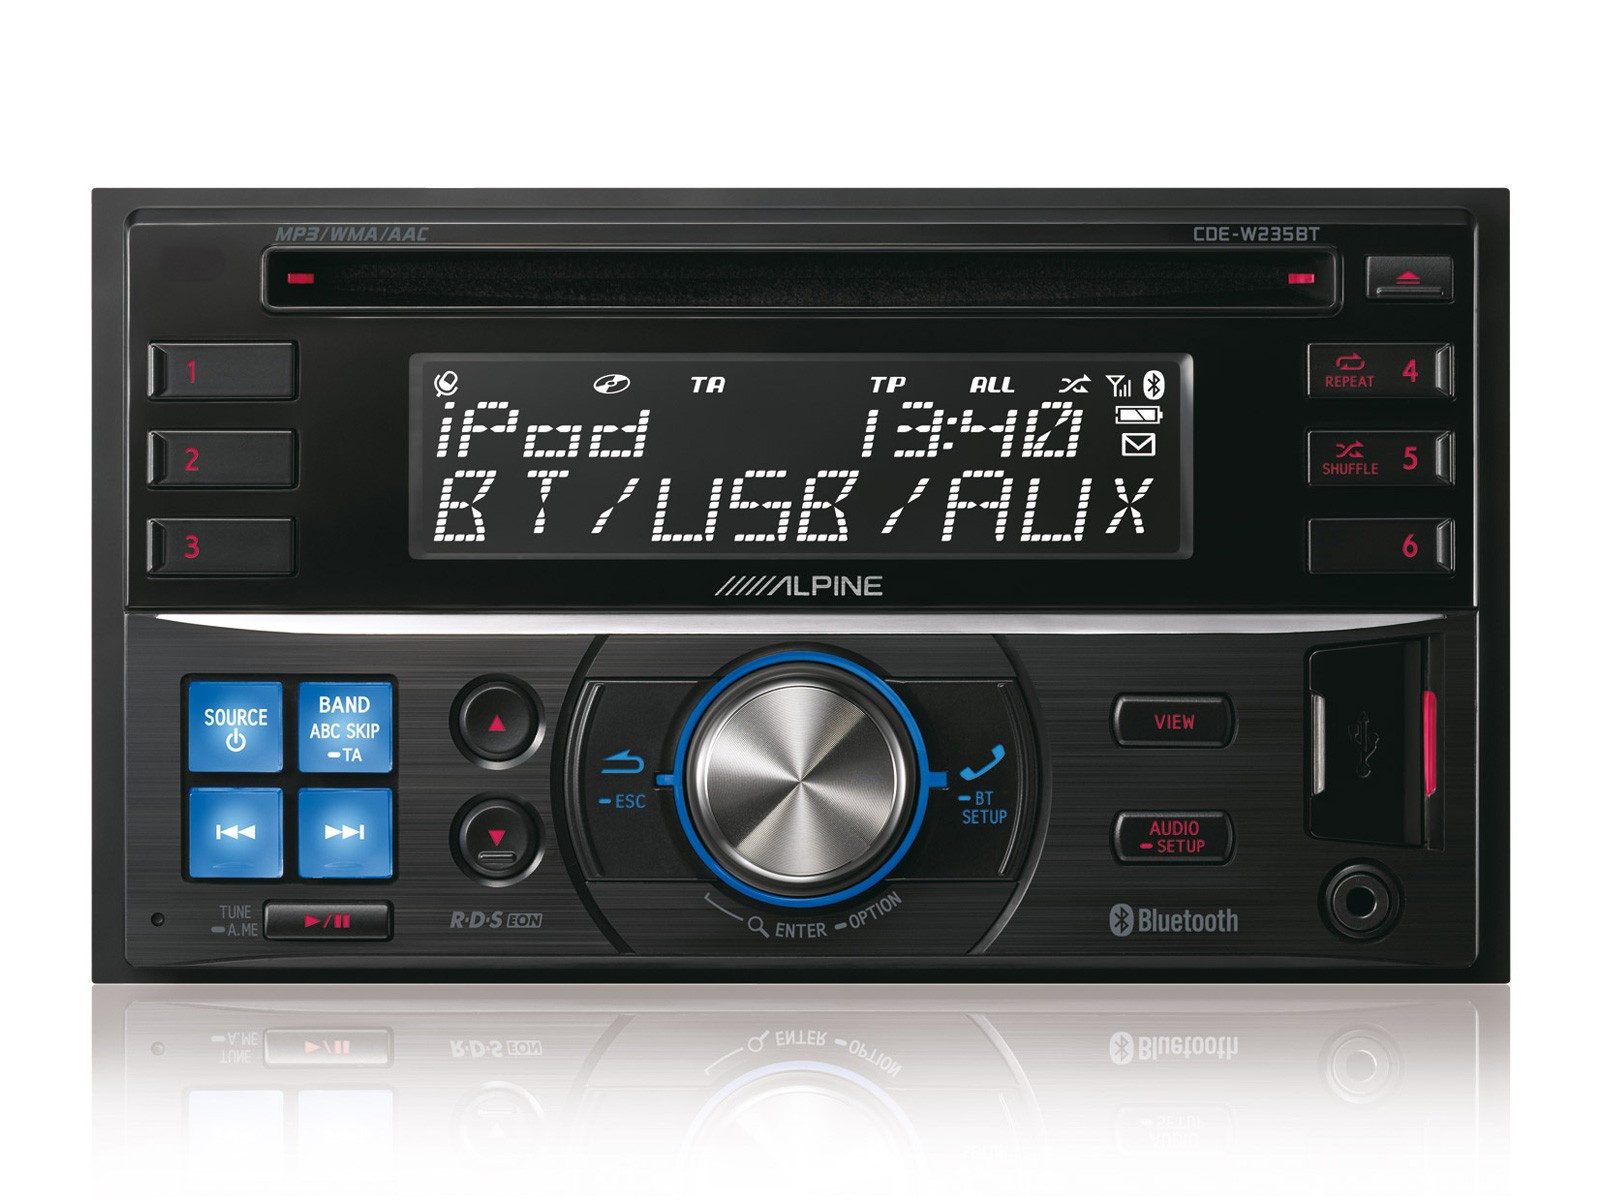 MP3/WMA/AAC
CDE-W235BT
1
2
3
REPEAT 4
SHUFFLE 5
6
TA TP ALL
iPod 13:40
BT/USB/AUX
ALPINE
SOURCE
BAND
ABC SKIP
TA
ESC
BT
SETUP
VIEW
AUDIO
SETUP
TUNE
A.ME
R·D·S EON
ENTER OPTION
Bluetooth